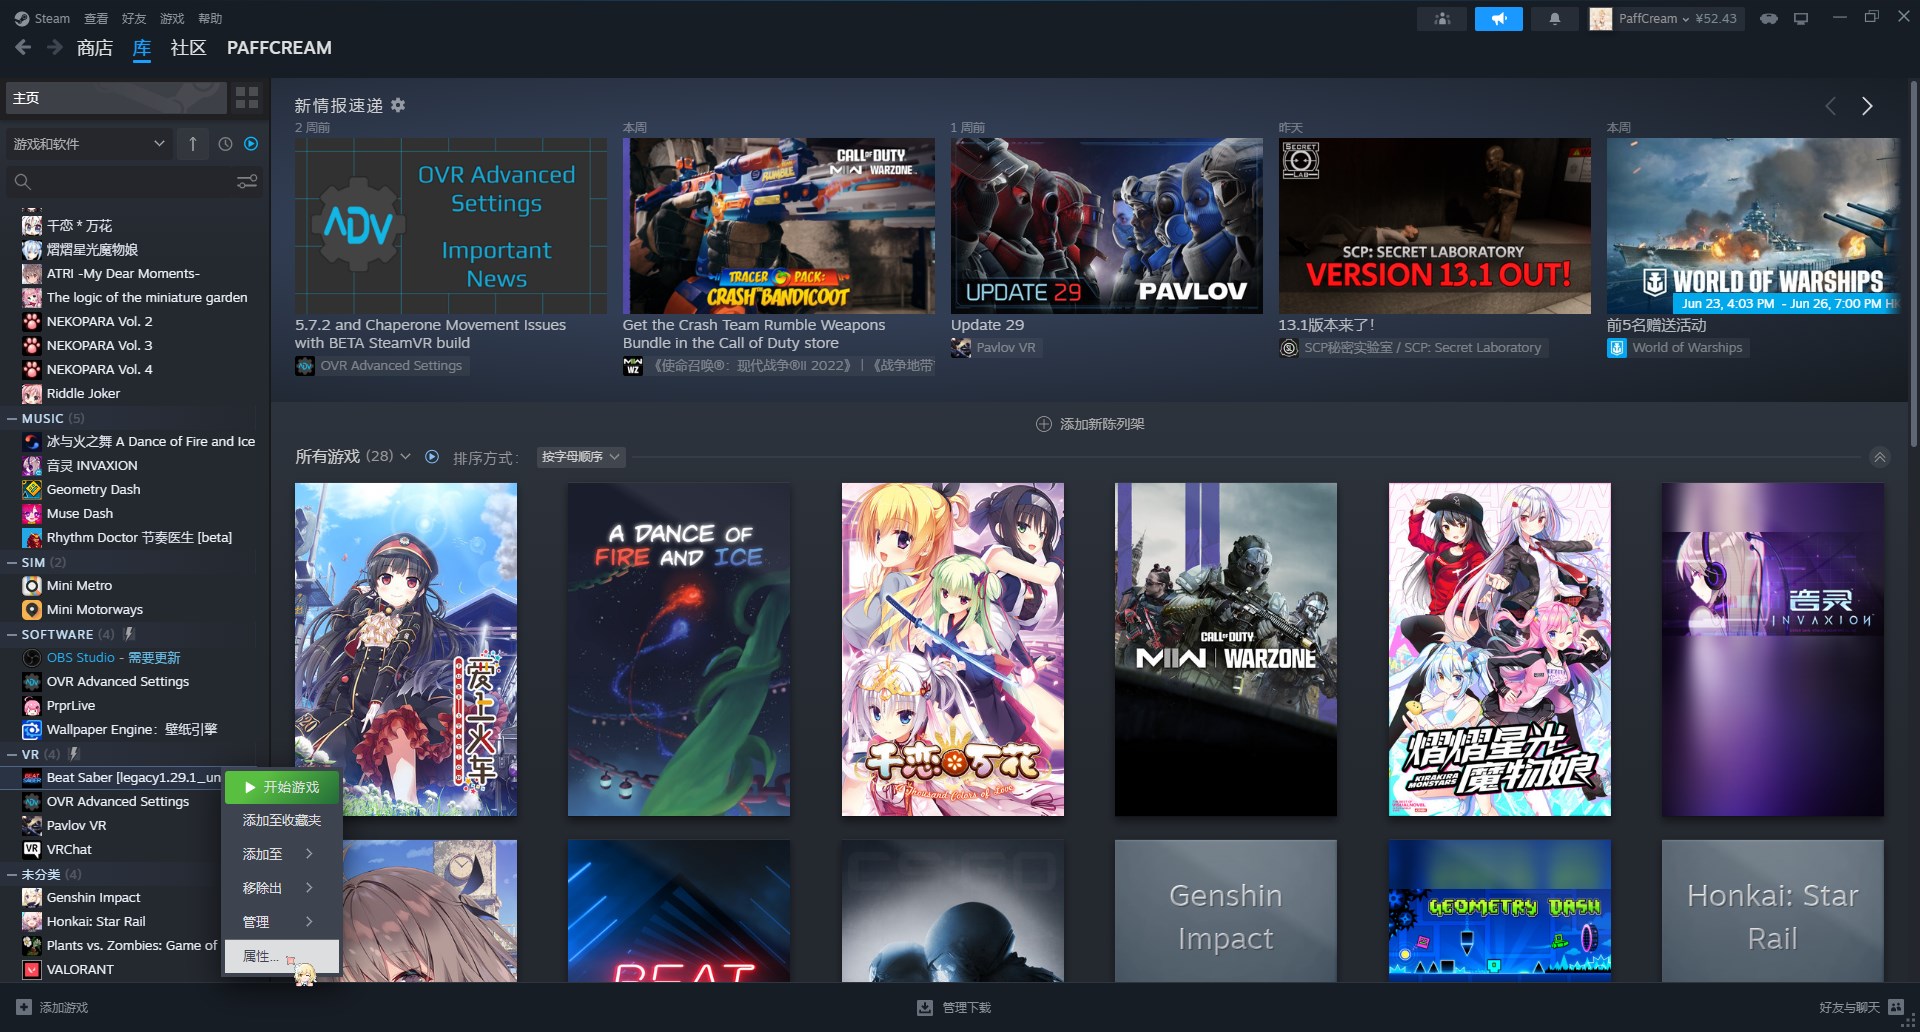 Steam 查看 好友 游戏 帮助
PaffCream ¥52.43
商店 库 社区 PAFFCREAM
主页
游戏和软件
千恋＊万花
熠熠星光魔物娘
ATRI -My Dear Moments-
The logic of the miniature garden
NEKOPARA Vol. 2
NEKOPARA Vol. 3
NEKOPARA Vol. 4
Riddle Joker
MUSIC (5)
冰与火之舞 A Dance of Fire and Ice
音灵 INVAXION
Geometry Dash
Muse Dash
Rhythm Doctor 节奏医生 [beta]
SIM (2)
Mini Metro
Mini Motorways
SOFTWARE (4)
OBS Studio - 需要更新
OVR Advanced Settings
PrprLive
Wallpaper Engine：壁纸引擎
VR (4)
Beat Saber [legacy1.29.1_un
OVR Advanced Settings
Pavlov VR
VRChat
未分类 (4)
Genshin Impact
Honkai: Star Rail
Plants vs. Zombies: Game of
VALORANT
开始游戏
添加至收藏夹
添加至
移除出
管理
属性...
新情报速递
2 周前
ADV
OVR Advanced Settings
Important News
5.7.2 and Chaperone Movement Issues
with BETA SteamVR build
OVR Advanced Settings
本周
CALL OF DUTY
MW WARZONE
RUMBLE
TRACER PACK:
CRASH BANDICOOT
Get the Crash Team Rumble Weapons
Bundle in the Call of Duty store
MW
WZ
《使命召唤®：现代战争®II 2022》 | 《战争地带
1 周前
UPDATE 29 PAVLOV
Update 29
Pavlov VR
昨天
SECRET
LAB
SCP: SECRET LABORATORY
VERSION 13.1 OUT!
13.1版本来了！
SCP秘密实验室 / SCP: Secret Laboratory
本周
WORLD OF WARSHIPS
Jun 23, 4:03 PM - Jun 26, 7:00 PM HK
前5名赠送活动
World of Warships
添加新陈列架
所有游戏 (28) 排序方式： 按字母顺序
爱上火车
A DANCE OF
FIRE AND ICE
千恋万花
Thousand Colors of Love
CALL OF DUTY
MWII WARZONE
熠熠星光
魔物娘
KIRAKIRA
MONSTARS
音灵
INVAXION
BEAT
CS:GO
Genshin
Impact
GEOMETRY DASH
Honkai: Star
Rail
添加游戏
管理下载
好友与聊天